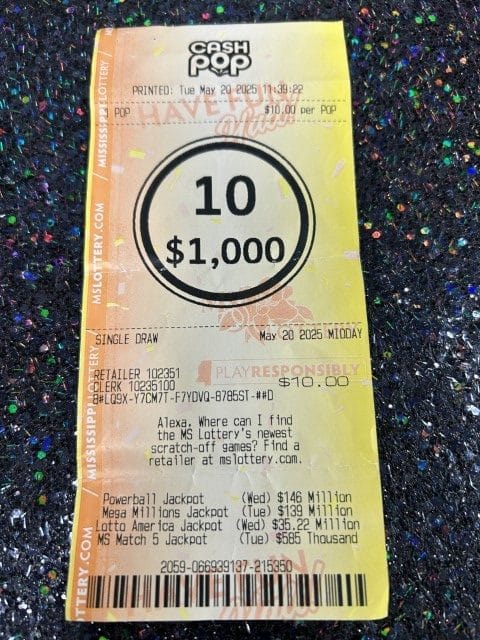 CASH
POP
PRINTED: Tue May 20 2025 11:39:22
HAVE FUN
POP $10.00 per POP
10
$1,000
SINGLE DRAW May 20 2025 MIDDAY
RETAILER 102351
PLAYRESPONSIBLY
CLERK 10235100 $10.00
8#LQ9X-Y7CM7T-F7YDVQ-8785ST-##D
Alexa, Where can I find
the MS Lottery's newest
scratch-off games? Find a
retailer at mslottery.com.
Powerball Jackpot (Wed) $146 Million
Mega Millions Jackpot (Tue) $139 Million
Lotto America Jackpot (Wed) $35.22 Million
MS Match 5 Jackpot (Tue) $585 Thousand
2059-066939137-215350
MISSISSIPPI LOTTERY /
MSLOTTERY.COM
/ MISSISSIPPI LOTTERY